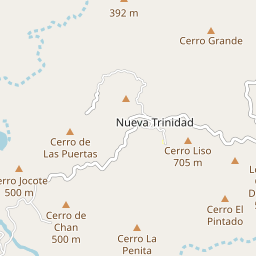 392 m
Cerro Grande
Nueva Trinidad
Cerro de
Las Puertas
Cerro Liso
705 m
Cerro Jocote
500 m
Cerro de
Chan
500 m
Cerro El
Pintado
Cerro La
Penita